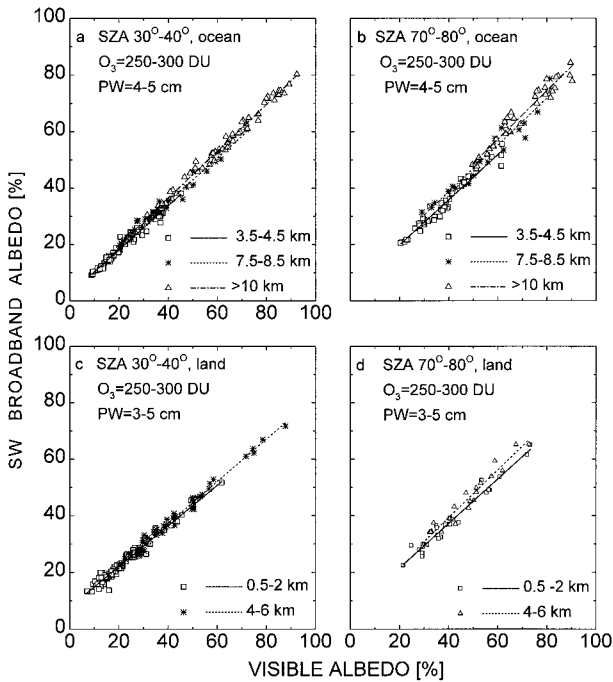 a SZA 30°-40°, ocean
O₃=250-300 DU
PW=4-5 cm
3.5-4.5 km
7.5-8.5 km
>10 km
b SZA 70°-80°, ocean
O₃=250-300 DU
PW=4-5 cm
3.5-4.5 km
7.5-8.5 km
>10 km
100
80
60
40
20
0
0 20 40 60 80 100
0 20 40 60 80 100
c SZA 30°-40°, land
O₃=250-300 DU
PW=3-5 cm
0.5-2 km
4-6 km
d SZA 70°-80°, land
O₃=250-300 DU
PW=3-5 cm
0.5 -2 km
4-6 km
100
80
60
40
20
0
0 20 40 60 80 100
0 20 40 60 80 100
SW BROADBAND ALBEDO [%]
VISIBLE ALBEDO [%]